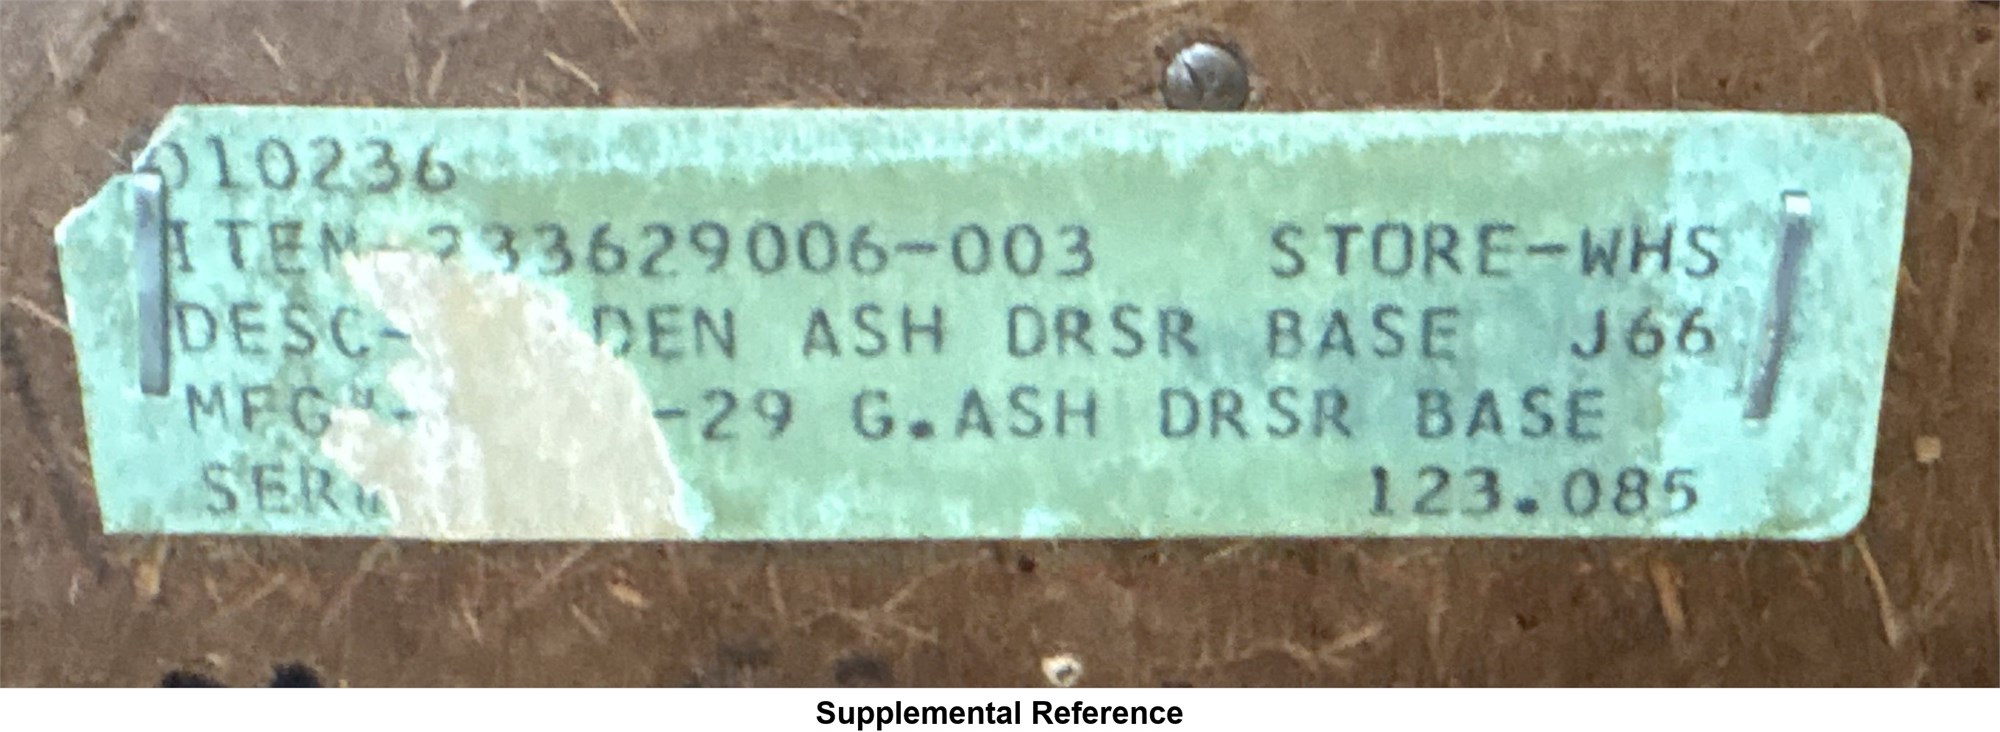 010236
ITEM-233629006-003 STORE-WHS
DESC- DEN ASH DRSR BASE J66
MFG#- -29 G.ASH DRSR BASE
SER# 123.085
Supplemental Reference